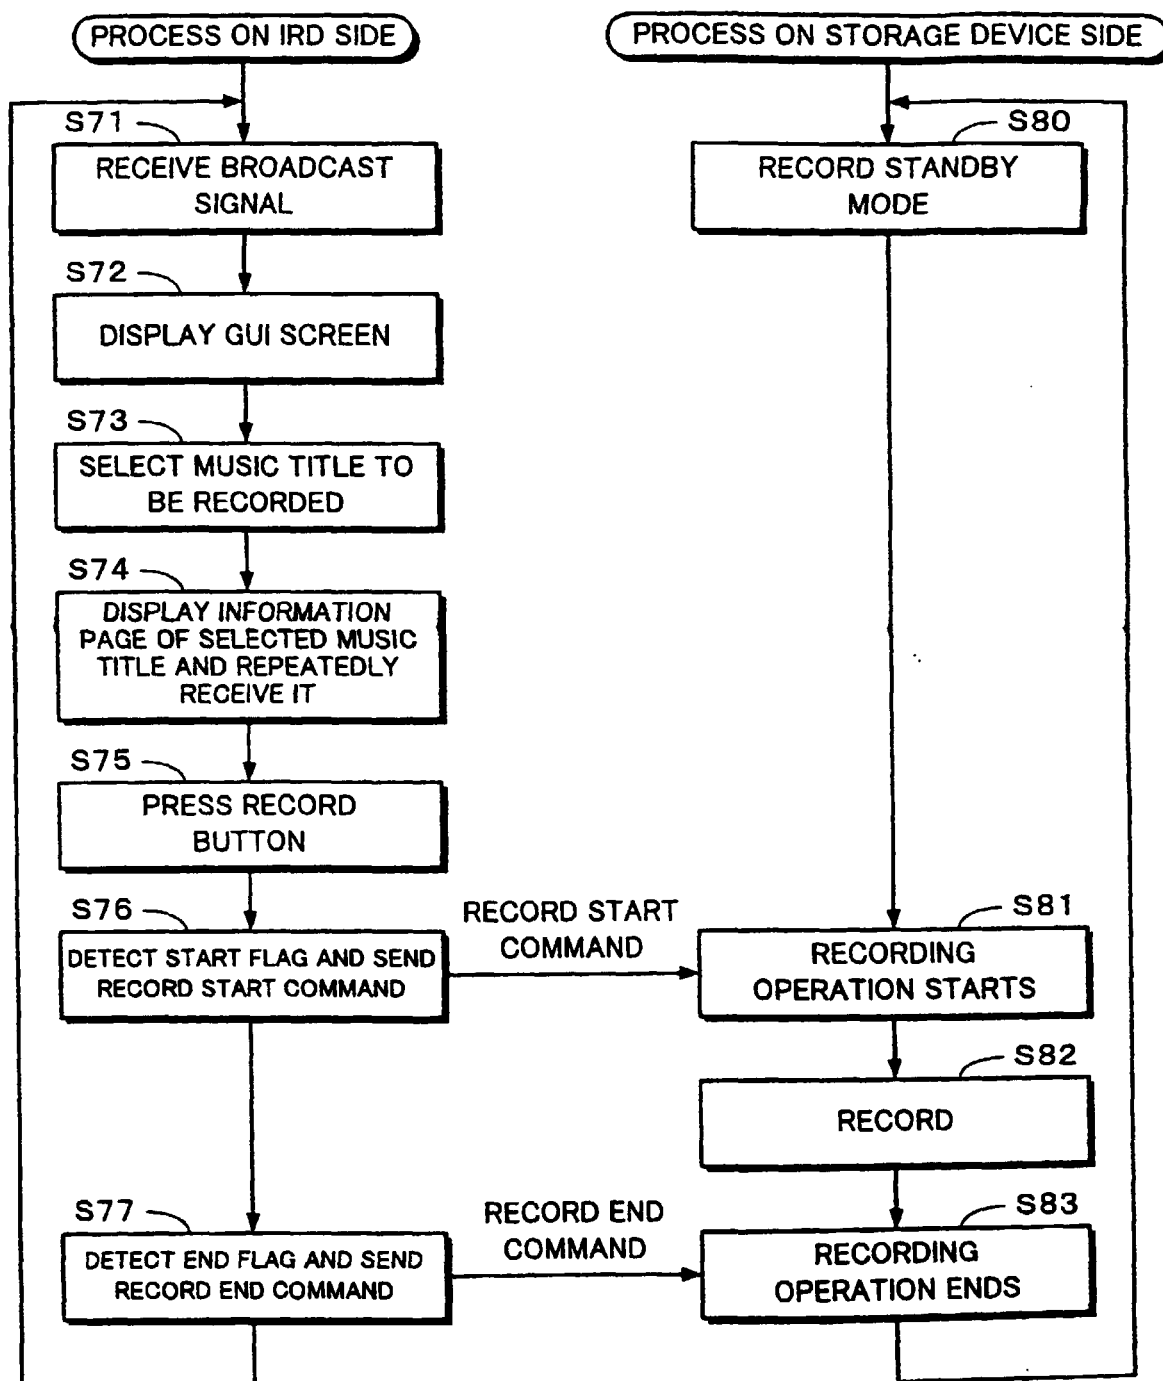 PROCESS ON IRD SIDE
S71
RECEIVE BROADCAST
SIGNAL
S72
DISPLAY GUI SCREEN
S73
SELECT MUSIC TITLE TO
BE RECORDED
S74
DISPLAY INFORMATION
PAGE OF SELECTED MUSIC
TITLE AND REPEATEDLY
RECEIVE IT
S75
PRESS RECORD
BUTTON
S76
DETECT START FLAG AND SEND
RECORD START COMMAND
RECORD START
COMMAND
S77
DETECT END FLAG AND SEND
RECORD END COMMAND
RECORD END
COMMAND
PROCESS ON STORAGE DEVICE SIDE
S80
RECORD STANDBY
MODE
S81
RECORDING
OPERATION STARTS
S82
RECORD
S83
RECORDING
OPERATION ENDS